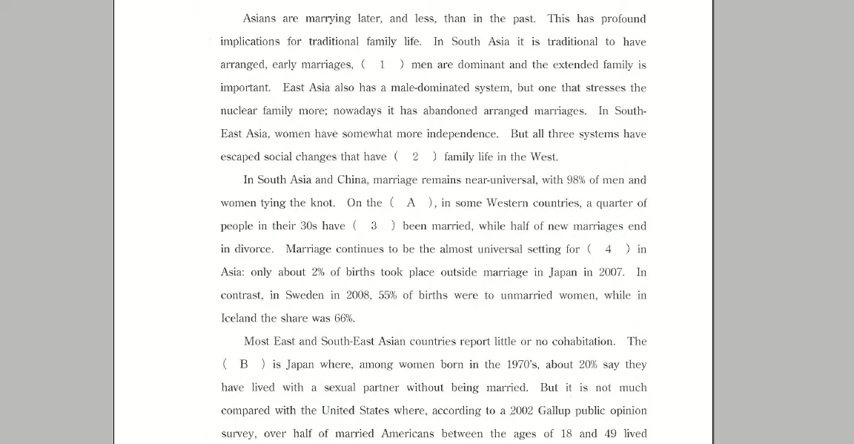 Asians are marrying later, and less, than in the past. This has profound
implications for traditional family life. In South Asia it is traditional to have
arranged, early marriages, ( 1 ) men are dominant and the extended family is
important. East Asia also has a male-dominated system, but one that stresses the
nuclear family more; nowadays it has abandoned arranged marriages. In South-
East Asia, women have somewhat more independence. But all three systems have
escaped social changes that have ( 2 ) family life in the West.
In South Asia and China, marriage remains near-universal, with 98% of men and
women tying the knot. On the ( A ), in some Western countries, a quarter of
people in their 30s have ( 3 ) been married, while half of new marriages end
in divorce. Marriage continues to be the almost universal setting for ( 4 ) in
Asia: only about 2% of births took place outside marriage in Japan in 2007. In
contrast, in Sweden in 2008, 55% of births were to unmarried women, while in
Iceland the share was 66%.
Most East and South-East Asian countries report little or no cohabitation. The
( B ) is Japan where, among women born in the 1970's, about 20% say they
have lived with a sexual partner without being married. But it is not much
compared with the United States where, according to a 2002 Gallup public opinion
survey, over half of married Americans between the ages of 18 and 49 lived